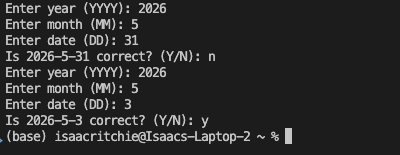 Enter year (YYYY): 2026
Enter month (MM): 5
Enter date (DD): 31
Is 2026-5-31 correct? (Y/N): n
Enter year (YYYY): 2026
Enter month (MM): 5
Enter date (DD): 3
Is 2026-5-3 correct? (Y/N): y
(base) isaacritchie@Isaacs-Laptop-2 ~ %